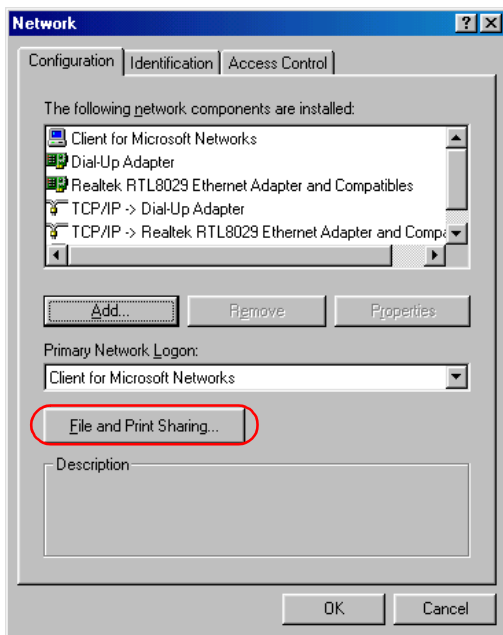 Network
Configuration Identification Access Control
The following network components are installed:
Client for Microsoft Networks
Dial-Up Adapter
Realtek RTL8029 Ethernet Adapter and Compatibles
TCP/IP -> Dial-Up Adapter
TCP/IP -> Realtek RTL8029 Ethernet Adapter and Compa
Add... Remove Properties
Primary Network Logon:
Client for Microsoft Networks
File and Print Sharing...
Description
OK Cancel